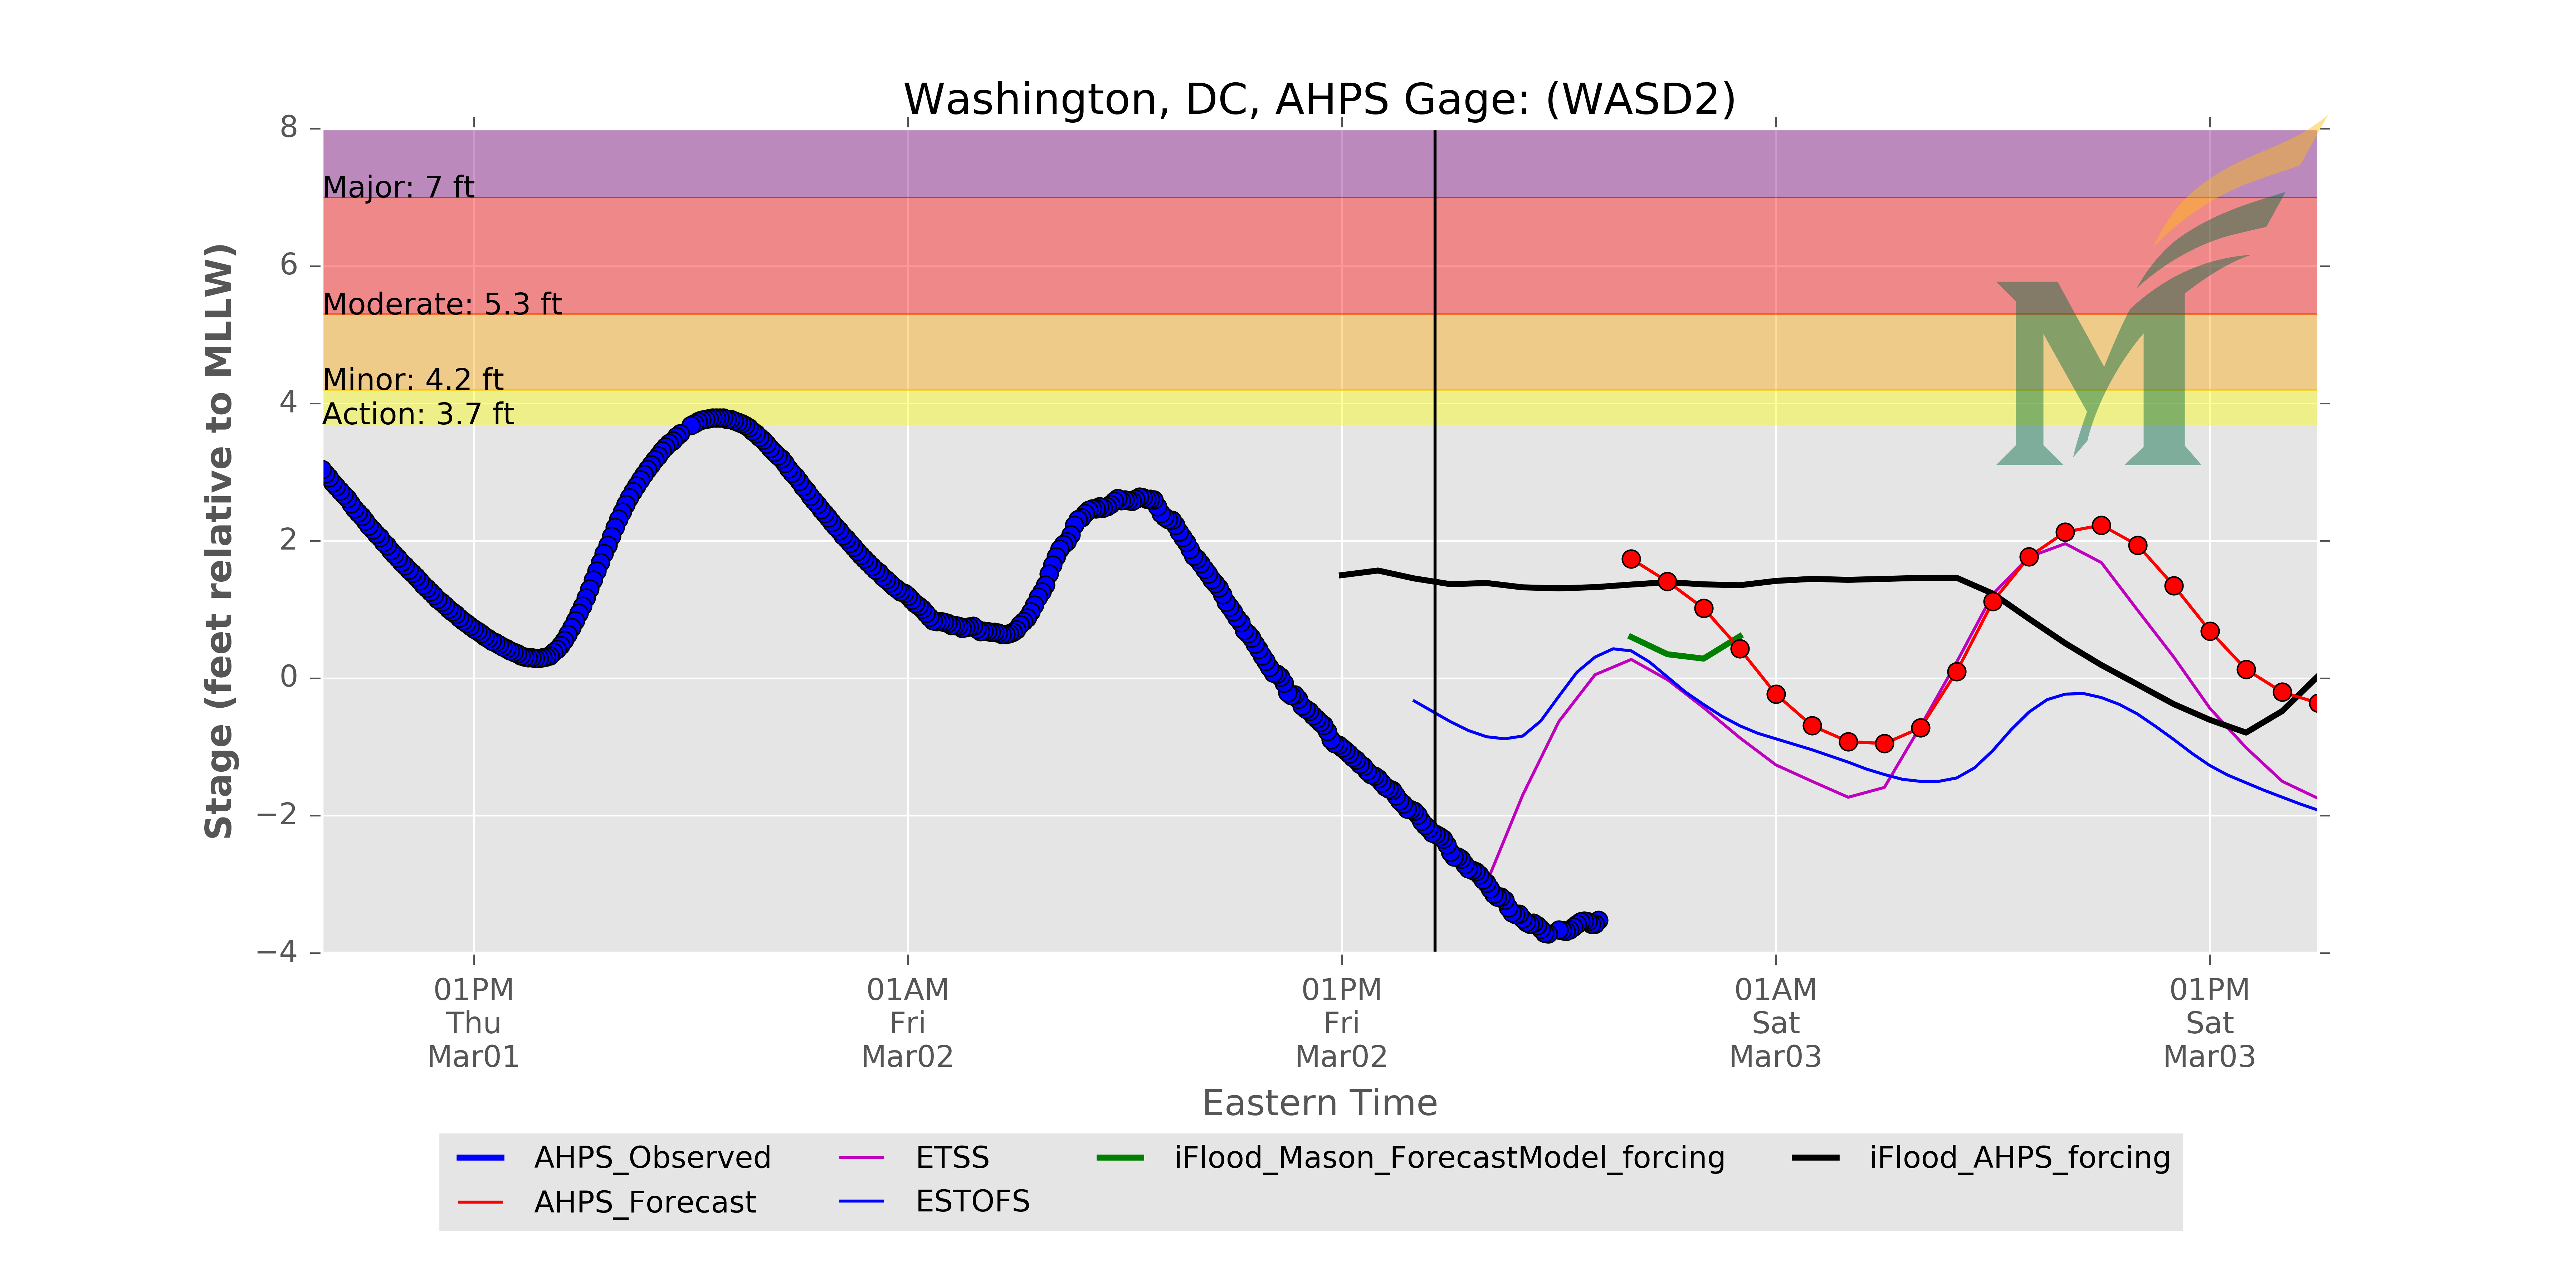 Washington, DC, AHPS Gage: (WASD2)
8
Major: 7 ft
6
Moderate: 5.3 ft
Minor: 4.2 ft
4
Action: 3.7 ft
2
0
−2
−4
Stage (feet relative to MLLW)
01PM 01AM 01PM 01AM 01PM
Thu Fri Fri Sat Sat
Mar01 Mar02 Mar02 Mar03 Mar03
Eastern Time
AHPS_Observed ETSS iFlood_Mason_ForecastModel_forcing iFlood_AHPS_forcing
AHPS_Forecast ESTOFS
M